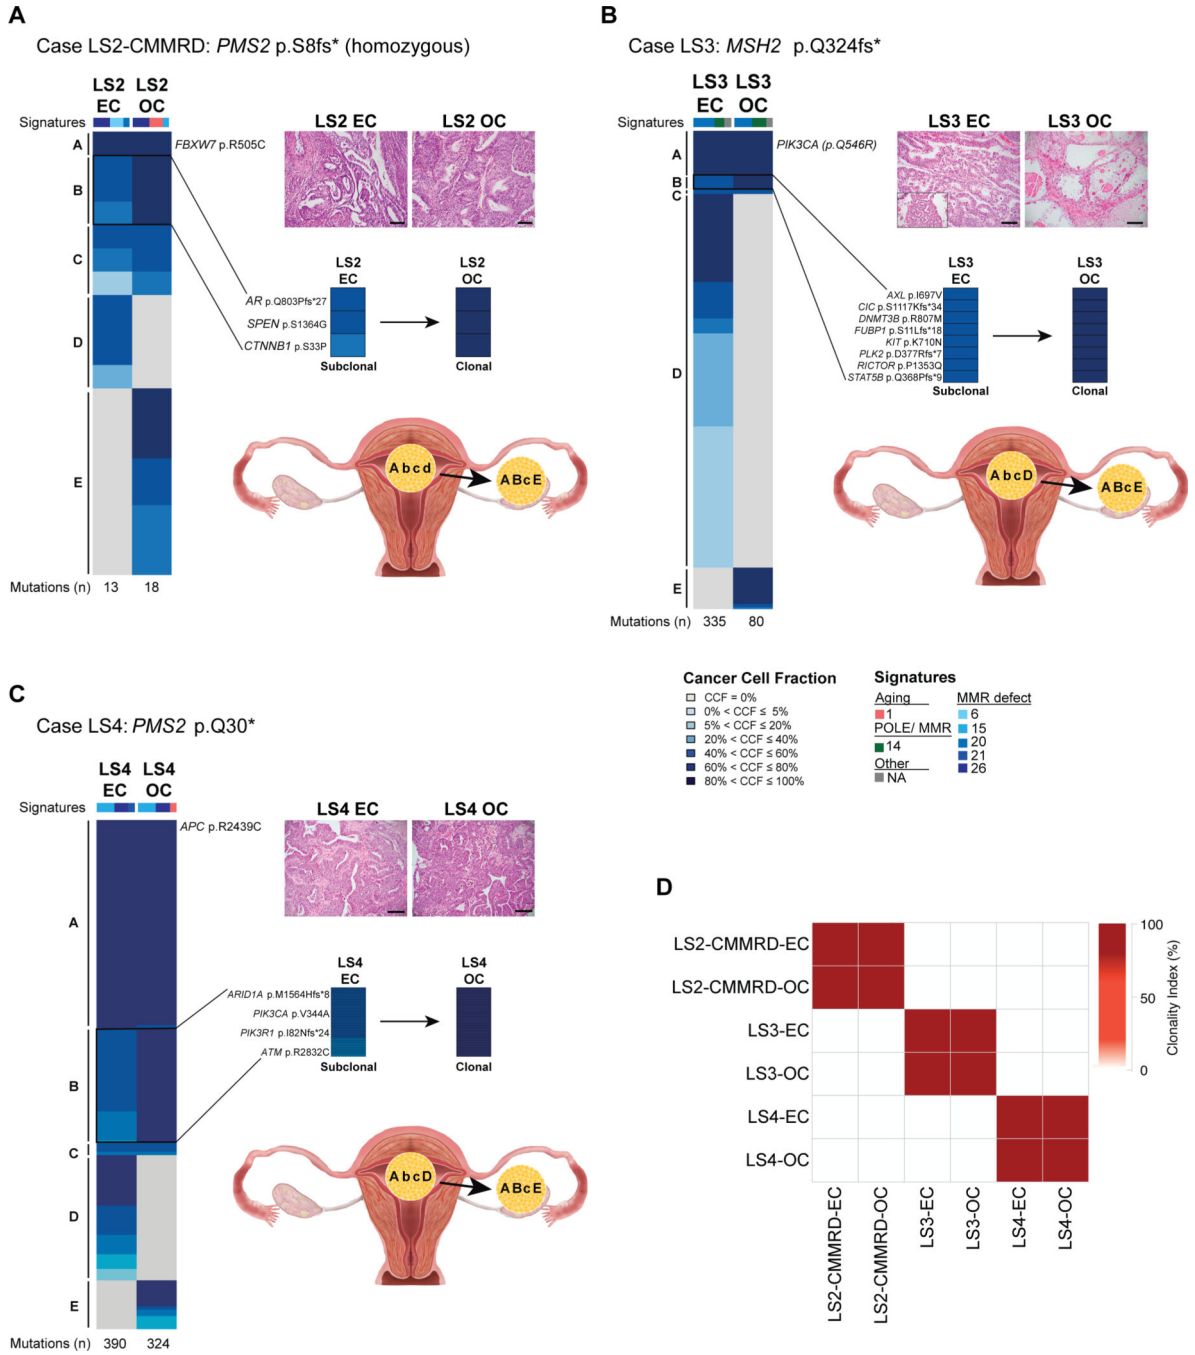 A
Case LS2-CMMRD: PMS2 p.S8fs* (homozygous)
LS2 LS2
EC OC
Signatures
A
B
C
D
E
FBXW7 p.R505C
LS2 EC LS2 OC
LS2 LS2
EC OC
AR p.Q803Pfs*27
SPEN p.S1364G
CTNNB1 p.S33P
Subclonal Clonal
A b c d
A B c E
Mutations (n) 13 18
B
Case LS3: MSH2 p.Q324fs*
LS3 LS3
EC OC
Signatures
A
B
C
D
E
PIK3CA (p.Q546R)
LS3 EC LS3 OC
LS3 LS3
EC OC
AXL p.I697V
CIC p.S1117Kfs*34
DNMT3B p.R807M
FUBP1 p.S11Lfs*18
KIT p.K710N
PLK2 p.D377Rfs*7
RICTOR p.P1353Q
STAT5B p.Q368Pfs*9
Subclonal Clonal
A b c D
A B c E
Mutations (n) 335 80
Cancer Cell Fraction
CCF = 0%
0% < CCF ≤ 5%
5% < CCF ≤ 20%
20% < CCF ≤ 40%
40% < CCF ≤ 60%
60% < CCF ≤ 80%
80% < CCF ≤ 100%
Signatures
Aging
1
POLE/ MMR
14
Other
NA
MMR defect
6
15
20
21
26
C
Case LS4: PMS2 p.Q30*
LS4 LS4
EC OC
Signatures
A
B
C
D
E
APC p.R2439C
LS4 EC LS4 OC
LS4 LS4
EC OC
ARID1A p.M1564Hfs*8
PIK3CA p.V344A
PIK3R1 p.I82Nfs*24
ATM p.R2832C
Subclonal Clonal
A b c D
A B c E
Mutations (n) 390 324
D
LS2-CMMRD-EC
LS2-CMMRD-OC
LS3-EC
LS3-OC
LS4-EC
LS4-OC
LS2-CMMRD-EC
LS2-CMMRD-OC
LS3-EC
LS3-OC
LS4-EC
LS4-OC
100
50
0
Clonality Index (%)